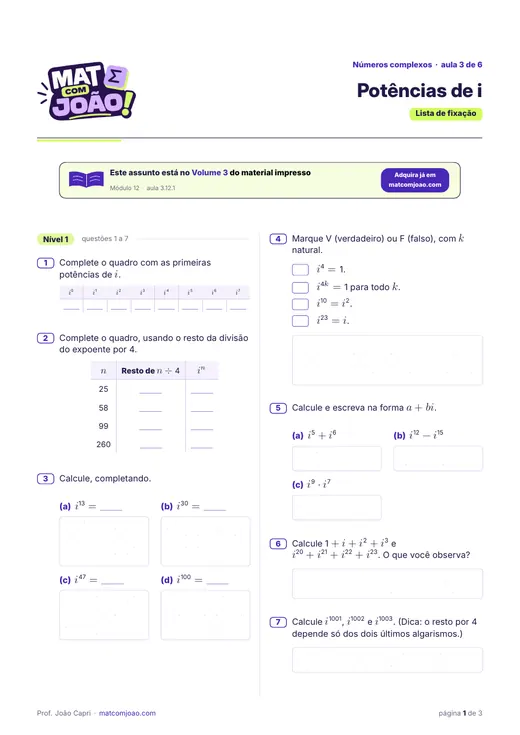 MAT Σ
COM
JOÃO!
Números complexos · aula 3 de 6
Potências de i
Lista de fixação
Este assunto está no Volume 3 do material impresso
Módulo 12 · aula 3.12.1
Adquira já em
matcomjoao.com
Nível 1 questões 1 a 7
1 Complete o quadro com as primeiras
potências de i.
i⁰ i¹ i² i³ i⁴ i⁵ i⁶ i⁷
2 Complete o quadro, usando o resto da divisão
do expoente por 4.
n Resto de n ÷ 4 iⁿ
25
58
99
260
3 Calcule, completando.
(a) i¹³ = ____ (b) i³⁰ = ____
(c) i⁴⁷ = ____ (d) i¹⁰⁰ = ____
4 Marque V (verdadeiro) ou F (falso), com k
natural.
i⁴ = 1.
i⁴ᵏ = 1 para todo k.
i¹⁰ = i².
i²³ = i.
5 Calcule e escreva na forma a + bi.
(a) i⁵ + i⁶ (b) i¹² − i¹⁵
(c) i⁹ · i⁷
6 Calcule 1 + i + i² + i³ e
i²⁰ + i²¹ + i²² + i²³. O que você observa?
7 Calcule i¹⁰⁰¹, i¹⁰⁰² e i¹⁰⁰³. (Dica: o resto por 4
depende só dos dois últimos algarismos.)
Prof. João Capri · matcomjoao.com
página 1 de 3